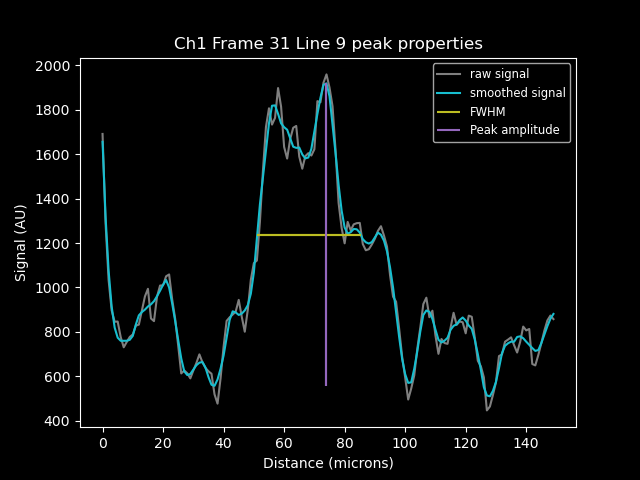 Ch1 Frame 31 Line 9 peak properties
raw signal
smoothed signal
FWHM
Peak amplitude
Signal (AU)
2000
1800
1600
1400
1200
1000
800
600
400
0 20 40 60 80 100 120 140
Distance (microns)